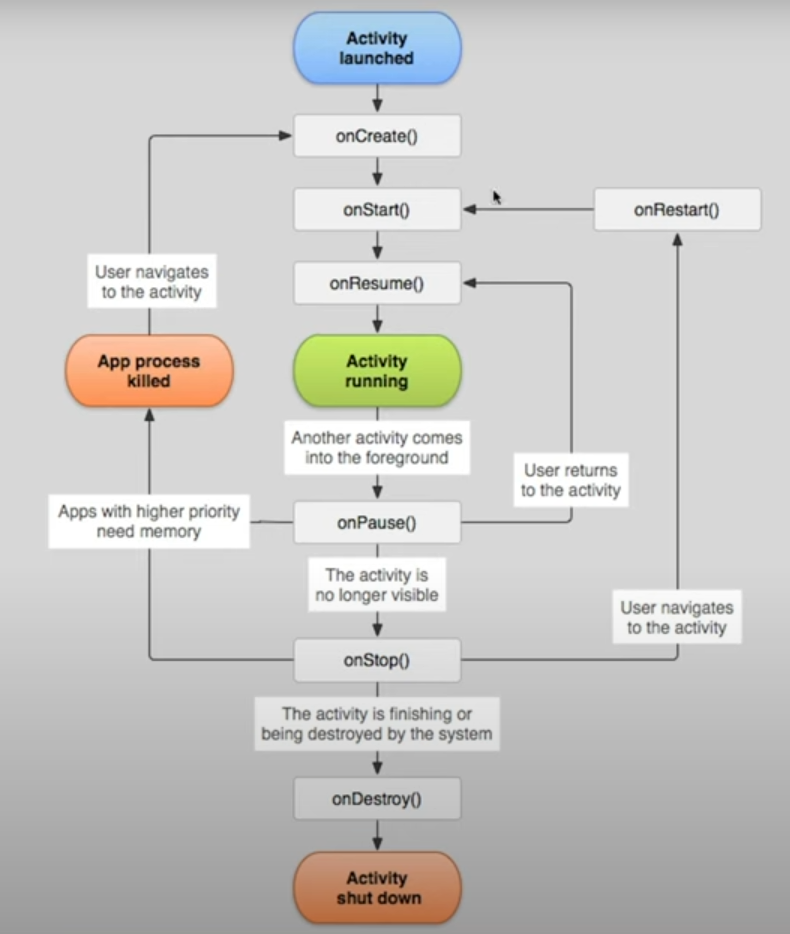 Activity
launched
onCreate()
onStart()
onRestart()
User navigates
to the activity
onResume()
App process
killed
Activity
running
Another activity comes
into the foreground
User returns
to the activity
Apps with higher priority
need memory
onPause()
The activity is
no longer visible
User navigates
to the activity
onStop()
The activity is finishing or
being destroyed by the system
onDestroy()
Activity
shut down